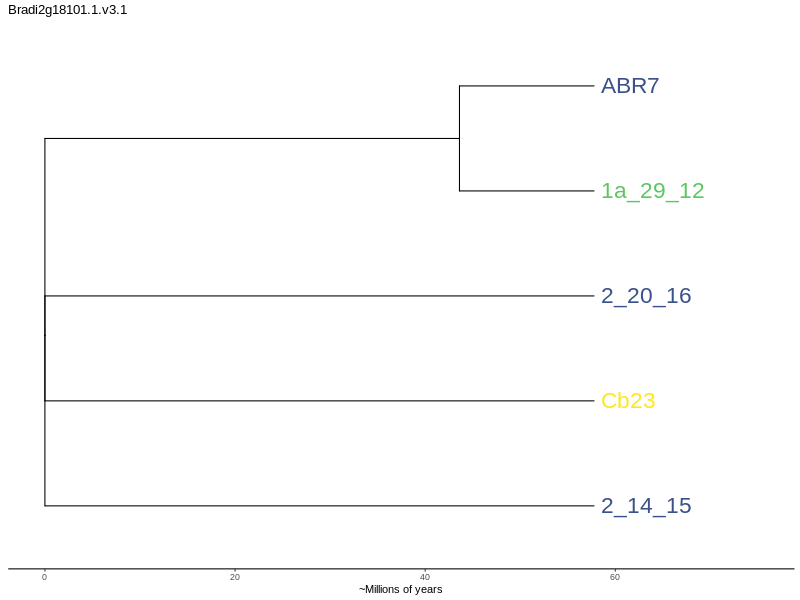 Bradi2g18101.1.v3.1
ABR7
1a_29_12
2_20_16
Cb23
2_14_15
0 20 40 60
~Millions of years